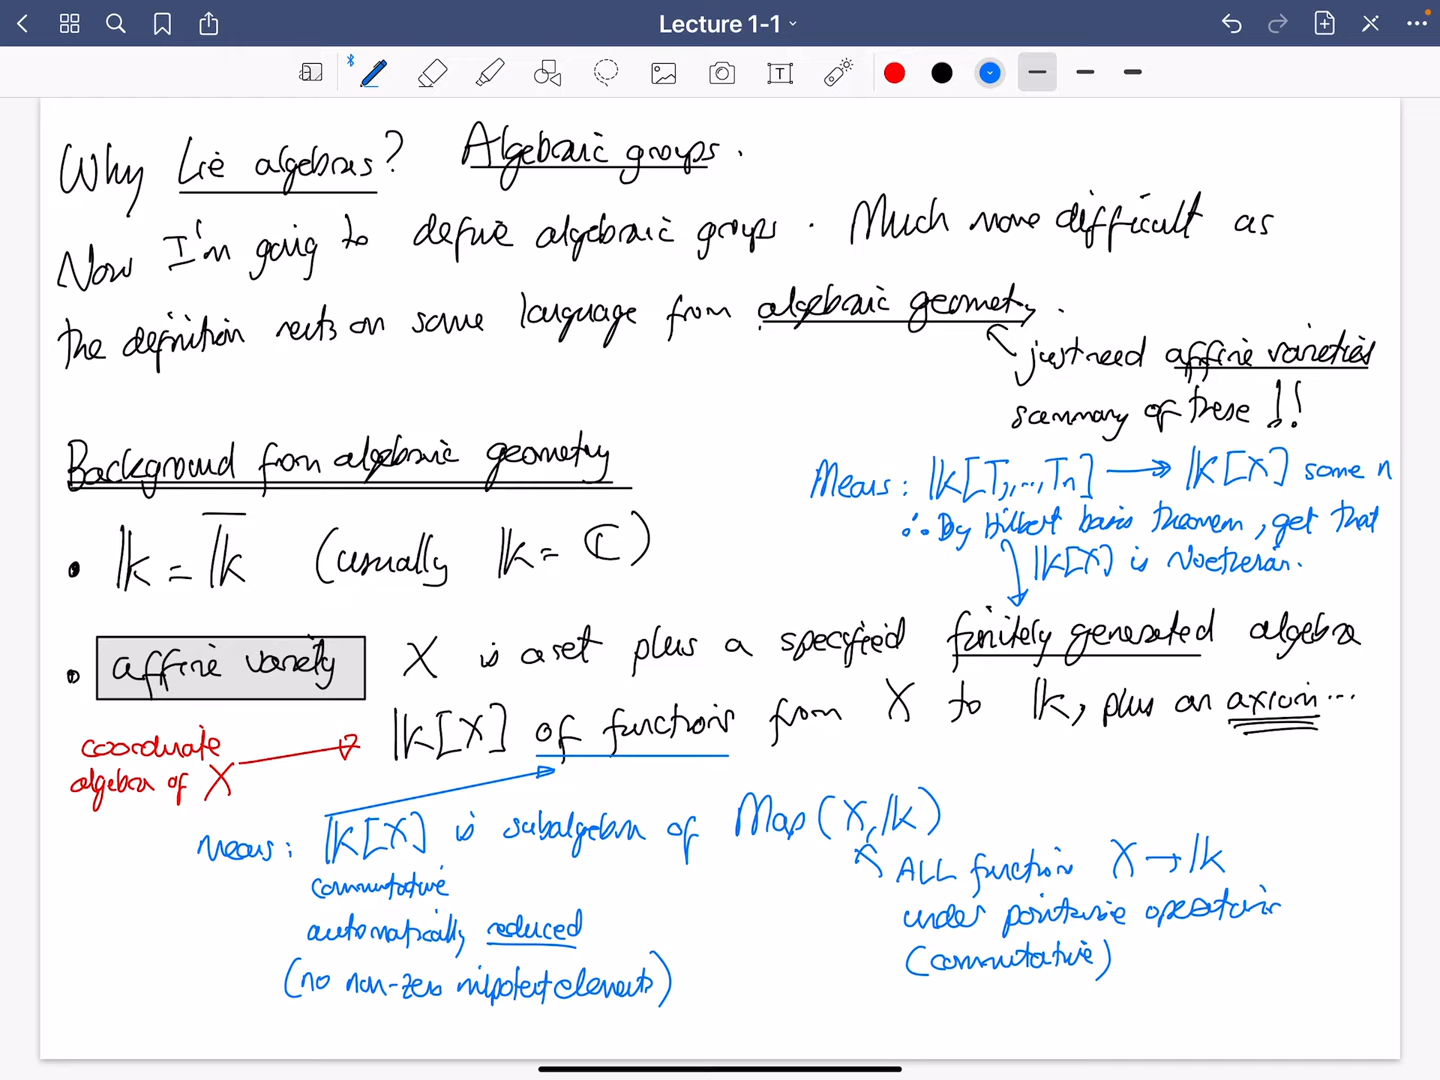 Lecture 1-1
Why Lie algebras? Algebraic groups.
Now I'm going to define algebraic groups. Much more difficult as
the definition rests on some language from algebraic geometry.
just need affine varieties
summary of these !!
Background from algebraic geometry
Means: 𝕜[T₁,...,Tₙ] ↠ 𝕜[X] some n
∴ By Hilbert basis theorem, get that
𝕜[X] is Noetherian.
• 𝕜 = 𝕜̅ (usually 𝕜 = ℂ)
• affine variety X is a set plus a specified finitely generated algebra
𝕜[X] of functions from X to 𝕜, plus an axiom...
coordinate
algebra of X
means: 𝕜[X] is subalgebra of Map(X,𝕜)
commutative
automatically reduced
(no non-zero nilpotent elements)
ALL function X → 𝕜
under pointwise operations
(commutative)